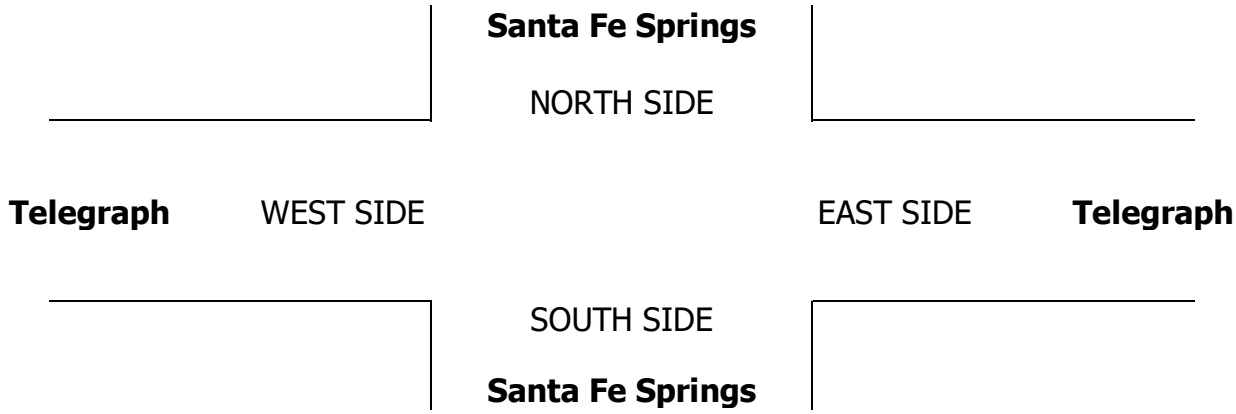 Santa Fe Springs
NORTH SIDE
Telegraph WEST SIDE EAST SIDE Telegraph
SOUTH SIDE
Santa Fe Springs